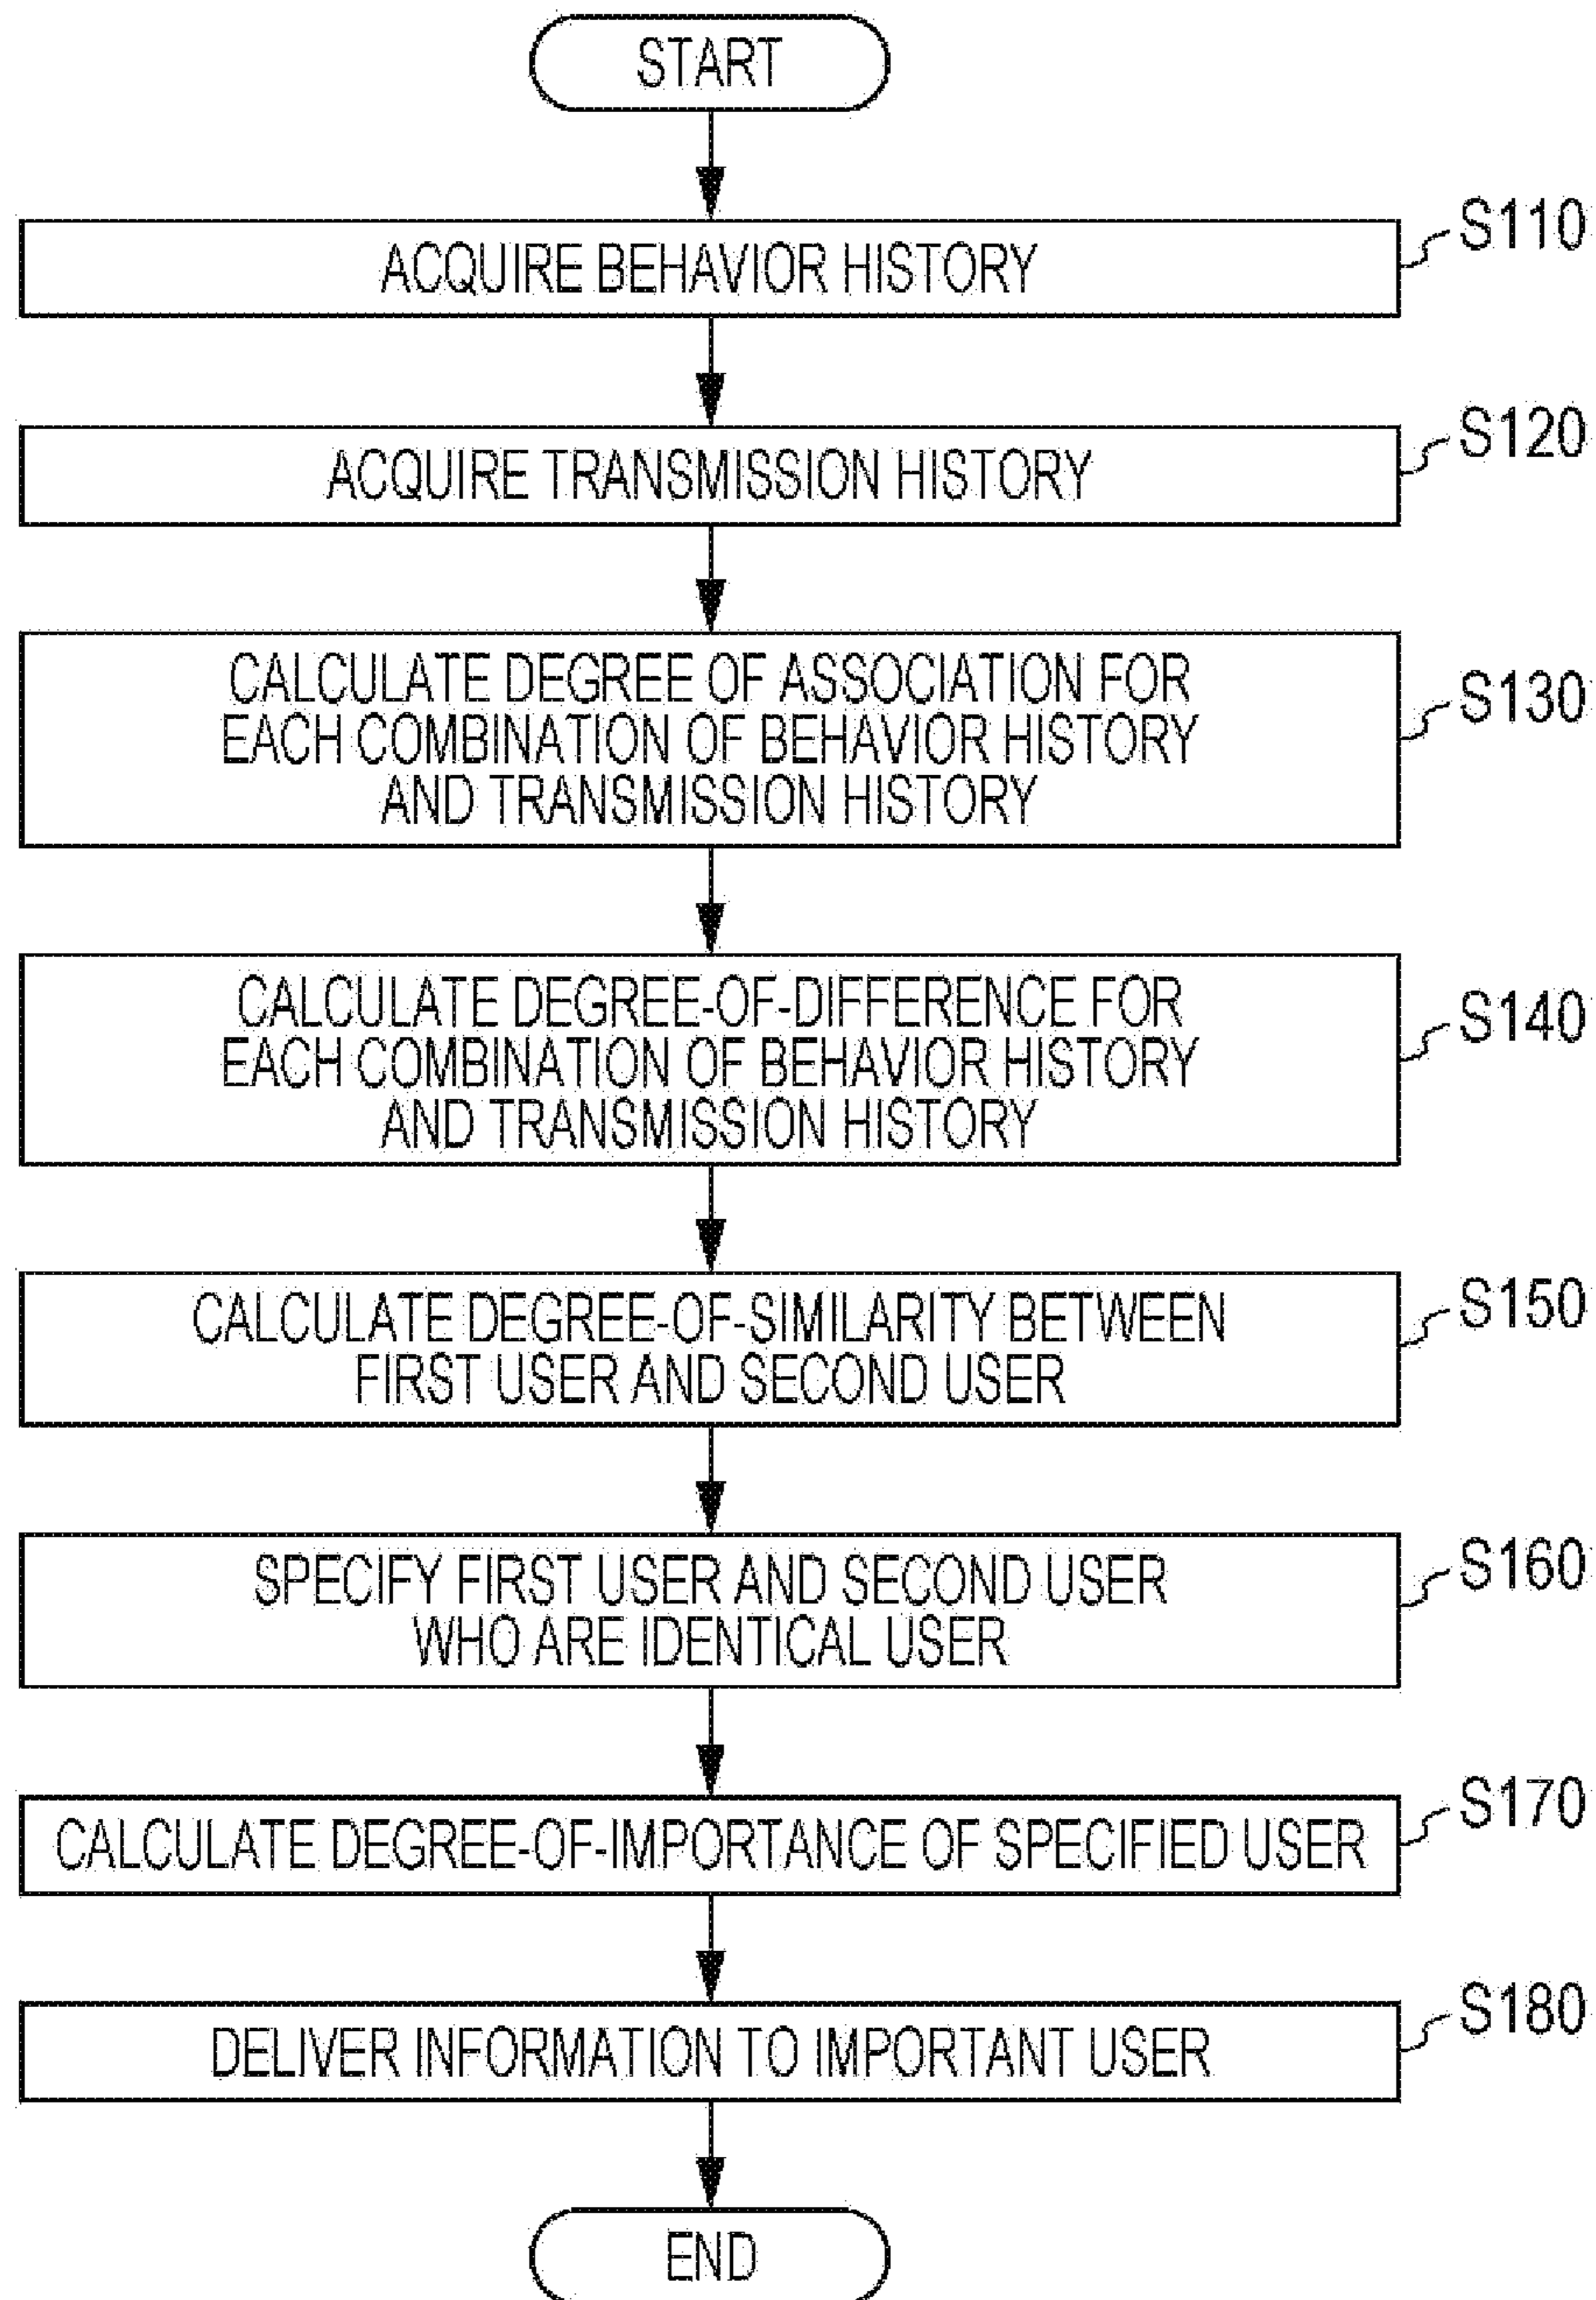 START
ACQUIRE BEHAVIOR HISTORY
S110
ACQUIRE TRANSMISSION HISTORY
S120
CALCULATE DEGREE OF ASSOCIATION FOR
EACH COMBINATION OF BEHAVIOR HISTORY
AND TRANSMISSION HISTORY
S130
CALCULATE DEGREE-OF-DIFFERENCE FOR
EACH COMBINATION OF BEHAVIOR HISTORY
AND TRANSMISSION HISTORY
S140
CALCULATE DEGREE-OF-SIMILARITY BETWEEN
FIRST USER AND SECOND USER
S150
SPECIFY FIRST USER AND SECOND USER
WHO ARE IDENTICAL USER
S160
CALCULATE DEGREE-OF-IMPORTANCE OF SPECIFIED USER
S170
DELIVER INFORMATION TO IMPORTANT USER
S180
END